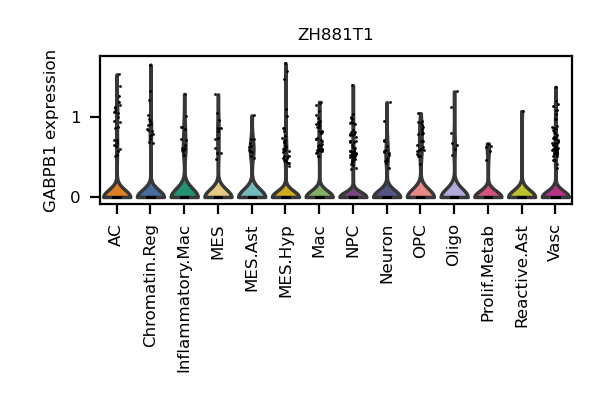 ZH881T1
GABPB1 expression
1
0
AC
Chromatin.Reg
Inflammatory.Mac
MES
MES.Ast
MES.Hyp
Mac
NPC
Neuron
OPC
Oligo
Prolif.Metab
Reactive.Ast
Vasc